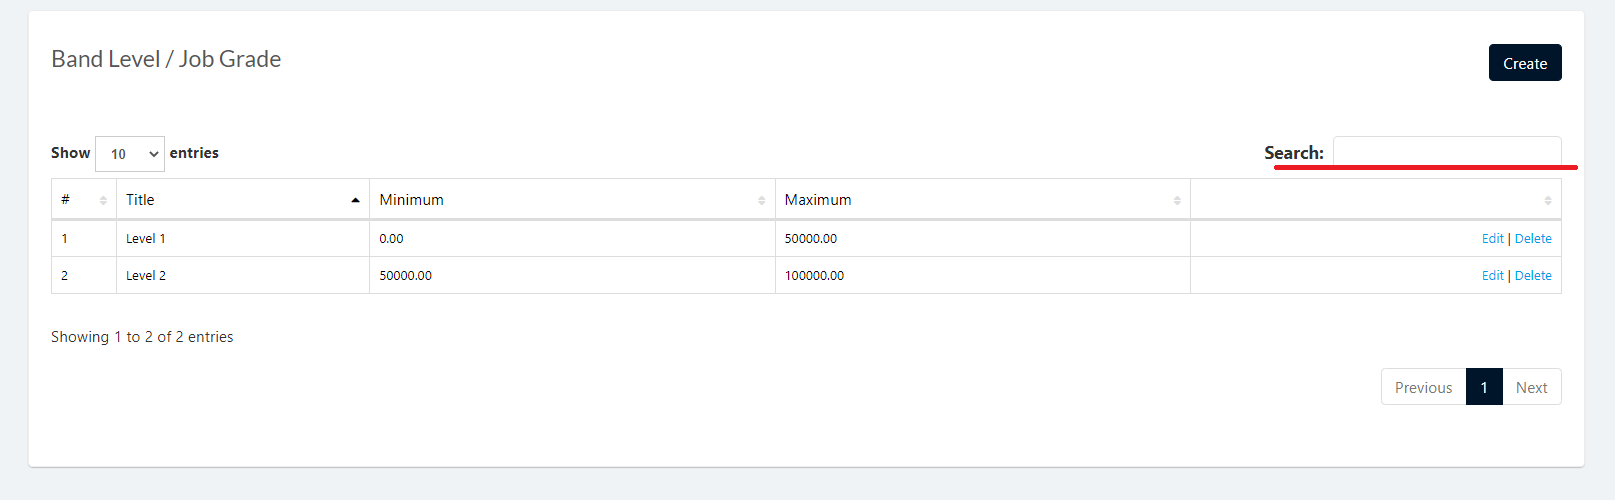 Band Level / Job Grade
Create
Show 10 entries
Search:
# Title Minimum Maximum
1 Level 1 0.00 50000.00 Edit | Delete
2 Level 2 50000.00 100000.00 Edit | Delete
Showing 1 to 2 of 2 entries
Previous 1 Next